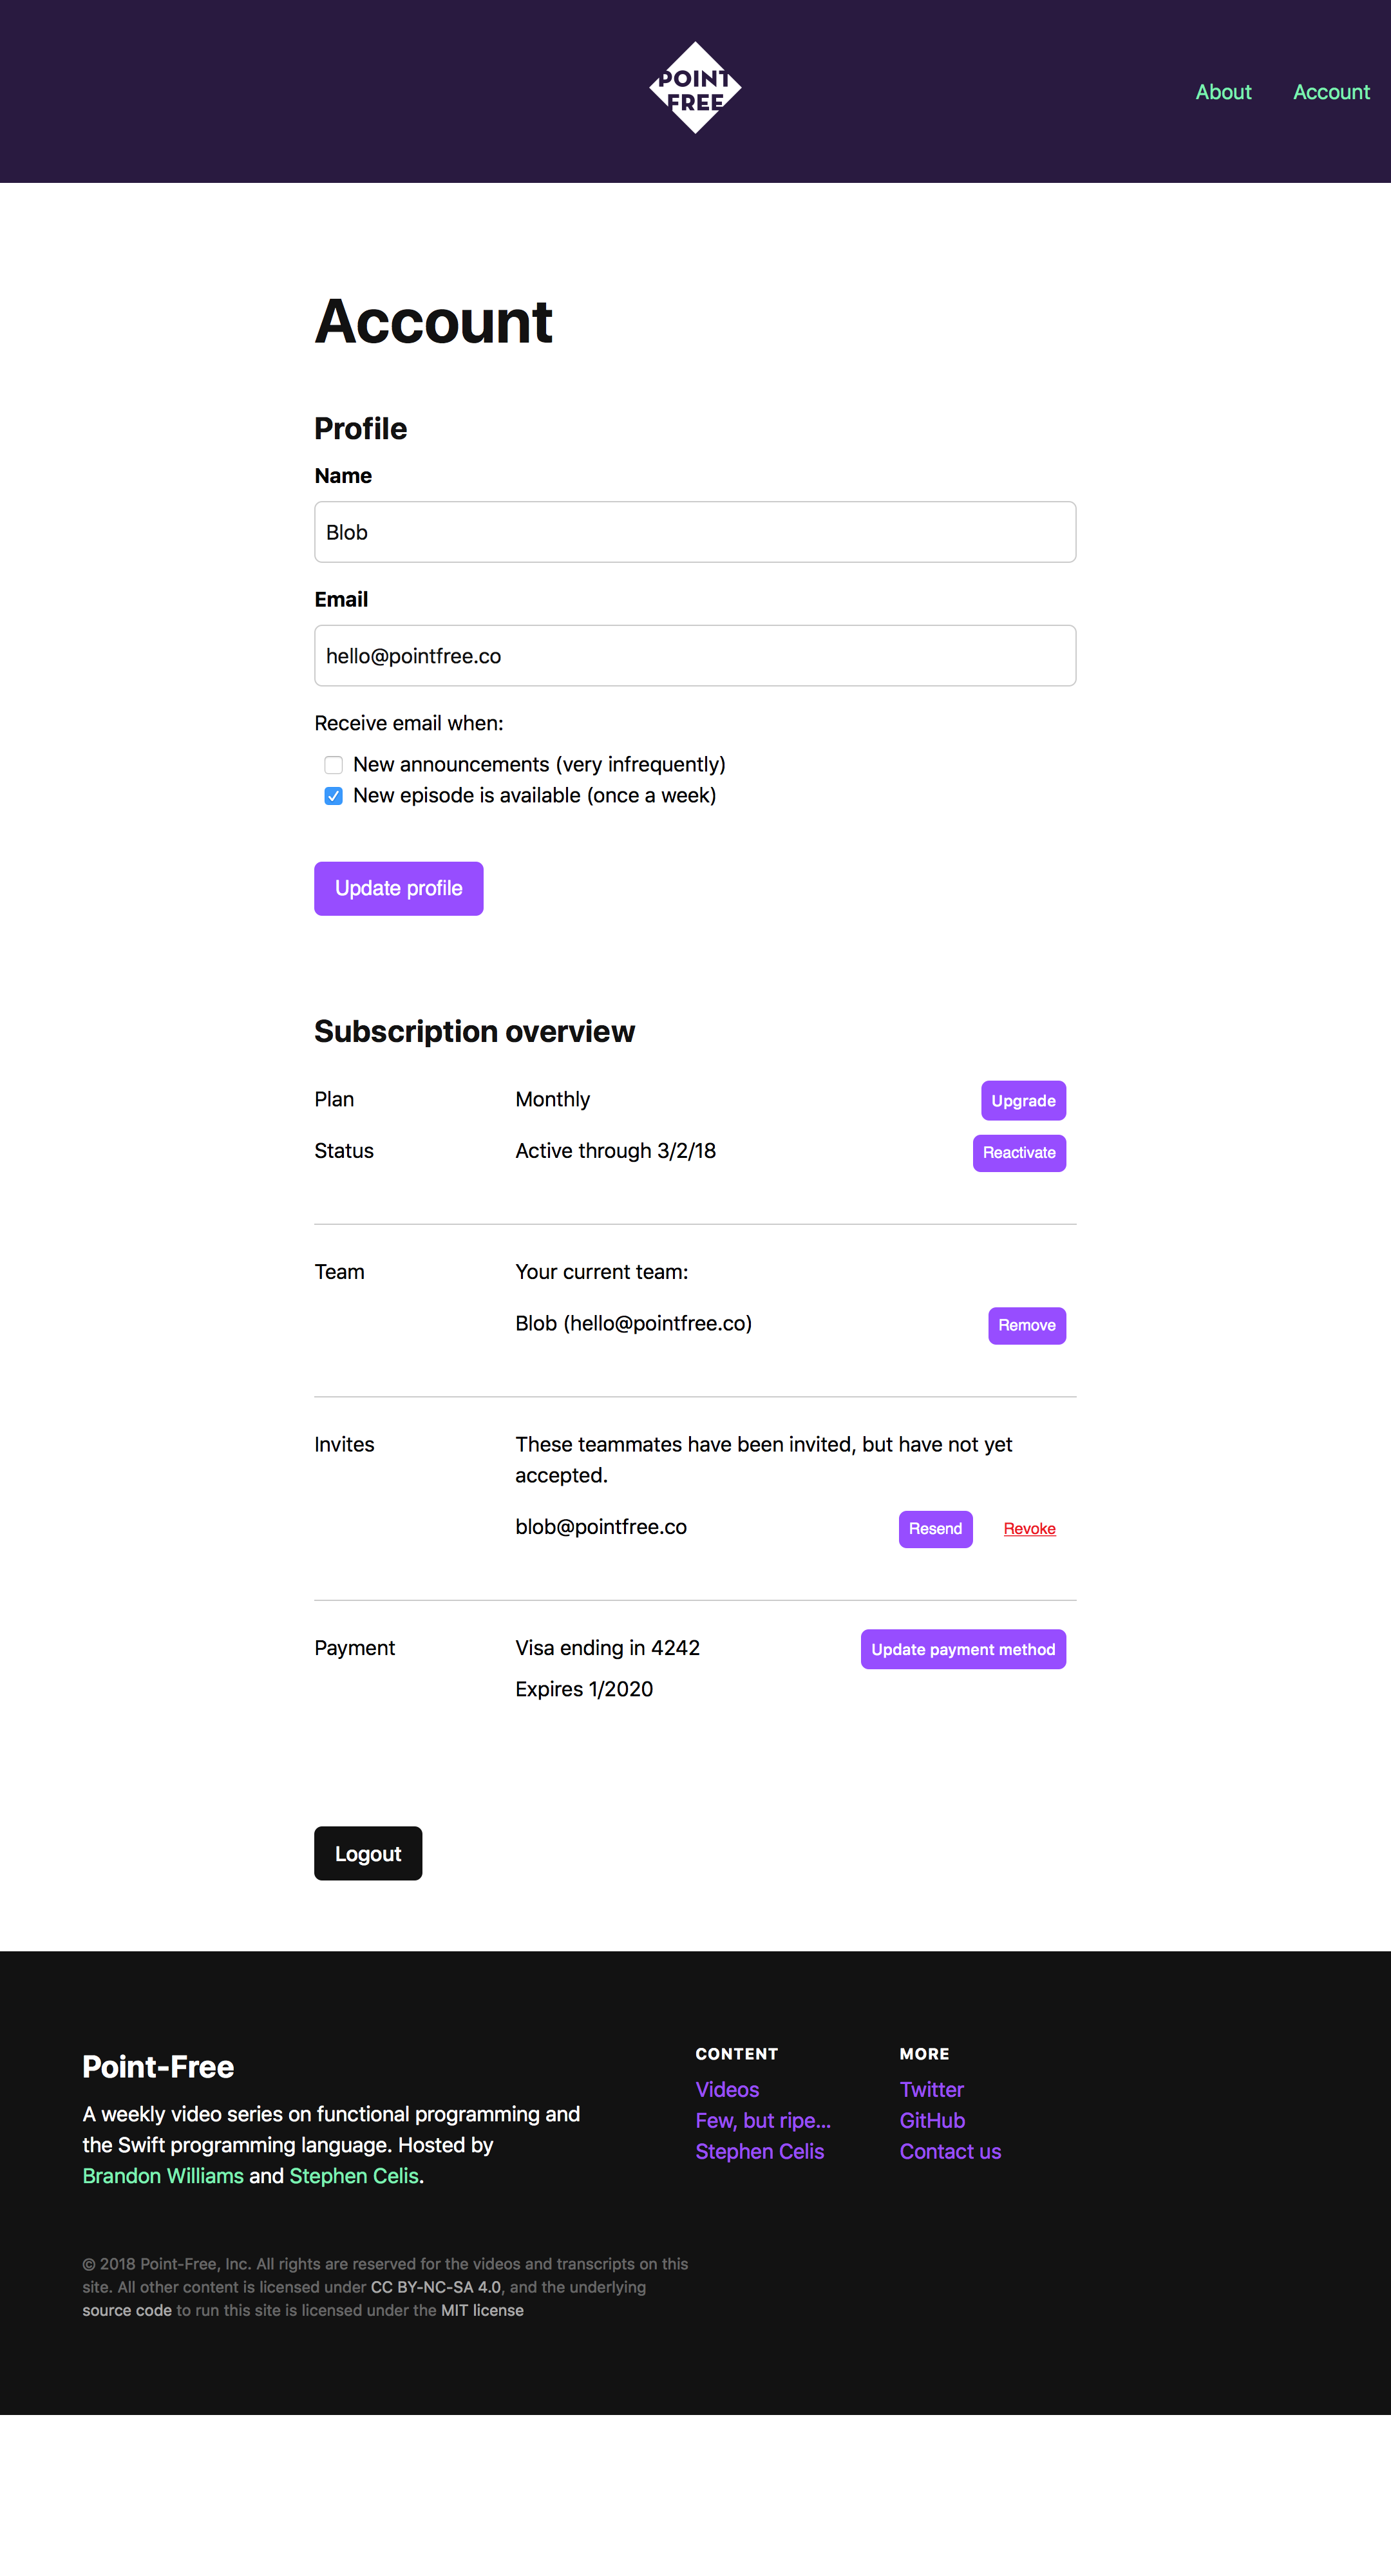 POINT
FREE
About Account
Account
Profile
Name
Blob
Email
hello@pointfree.co
Receive email when:
New announcements (very infrequently)
New episode is available (once a week)
Update profile
Subscription overview
Plan Monthly Upgrade
Status Active through 3/2/18 Reactivate
Team Your current team:
Blob (hello@pointfree.co) Remove
Invites These teammates have been invited, but have not yet
accepted.
blob@pointfree.co Resend Revoke
Payment Visa ending in 4242 Update payment method
Expires 1/2020
Logout
Point-Free
A weekly video series on functional programming and
the Swift programming language. Hosted by
Brandon Williams and Stephen Celis.
CONTENT
Videos
Few, but ripe...
Stephen Celis
MORE
Twitter
GitHub
Contact us
© 2018 Point-Free, Inc. All rights are reserved for the videos and transcripts on this
site. All other content is licensed under CC BY-NC-SA 4.0, and the underlying
source code to run this site is licensed under the MIT license